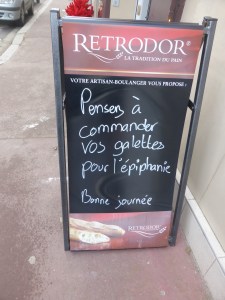 RETRODOR®
LA TRADITION DU PAIN
VOTRE ARTISAN-BOULANGER VOUS PROPOSE :
Pensez à
commander
vos galettes
pour l'épiphanie
Bonne journée
RETRODOR